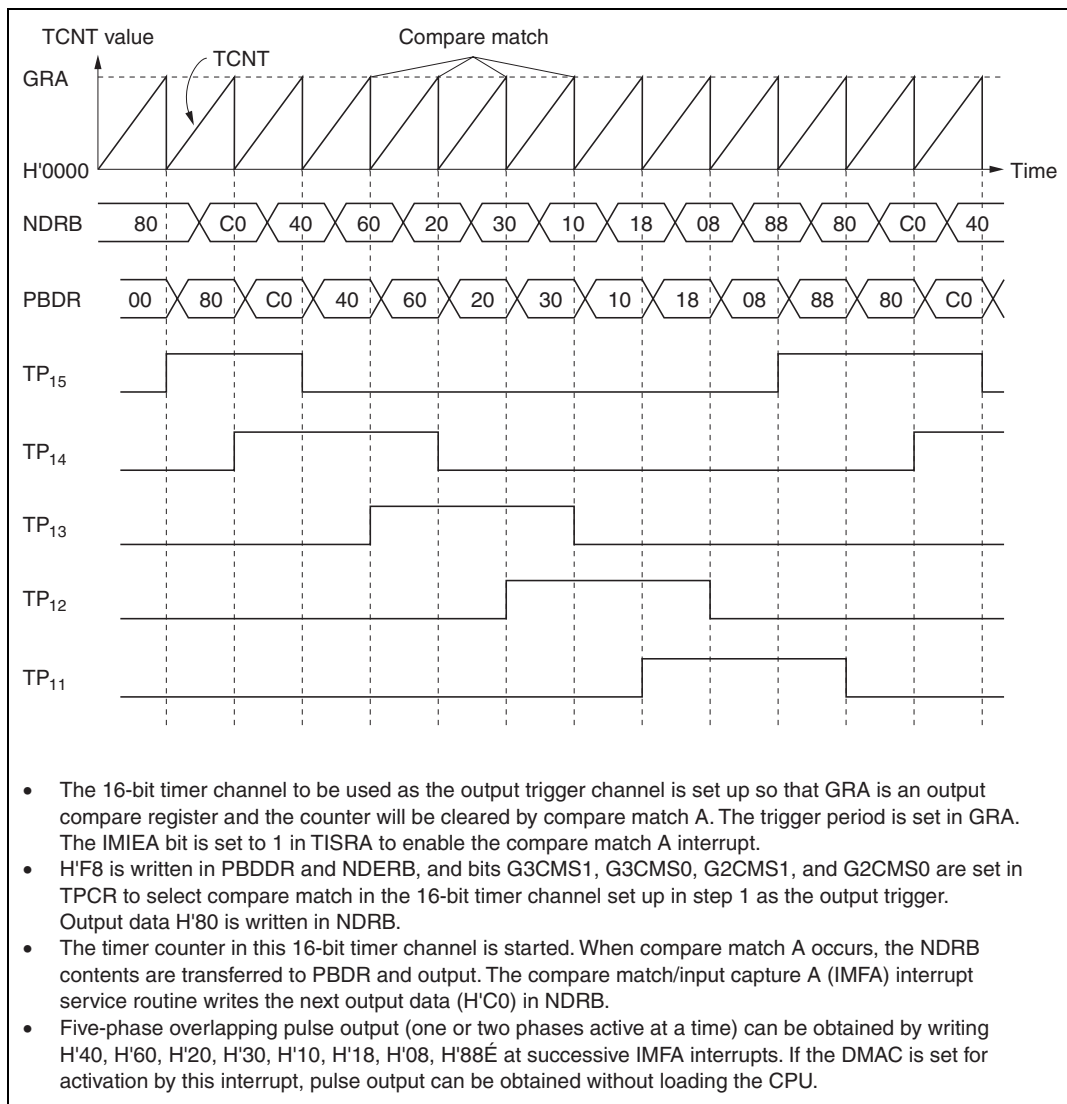 TCNT value
Compare match
TCNT
GRA
H'0000
Time
NDRB 80 C0 40 60 20 30 10 18 08 88 80 C0 40
PBDR 00 80 C0 40 60 20 30 10 18 08 88 80 C0
TP15
TP14
TP13
TP12
TP11
• The 16-bit timer channel to be used as the output trigger channel is set up so that GRA is an output
compare register and the counter will be cleared by compare match A. The trigger period is set in GRA.
The IMIEA bit is set to 1 in TISRA to enable the compare match A interrupt.
• H'F8 is written in PBDDR and NDERB, and bits G3CMS1, G3CMS0, G2CMS1, and G2CMS0 are set in
TPCR to select compare match in the 16-bit timer channel set up in step 1 as the output trigger.
Output data H'80 is written in NDRB.
• The timer counter in this 16-bit timer channel is started. When compare match A occurs, the NDRB
contents are transferred to PBDR and output. The compare match/input capture A (IMFA) interrupt
service routine writes the next output data (H'C0) in NDRB.
• Five-phase overlapping pulse output (one or two phases active at a time) can be obtained by writing
H'40, H'60, H'20, H'30, H'10, H'18, H'08, H'88É at successive IMFA interrupts. If the DMAC is set for
activation by this interrupt, pulse output can be obtained without loading the CPU.